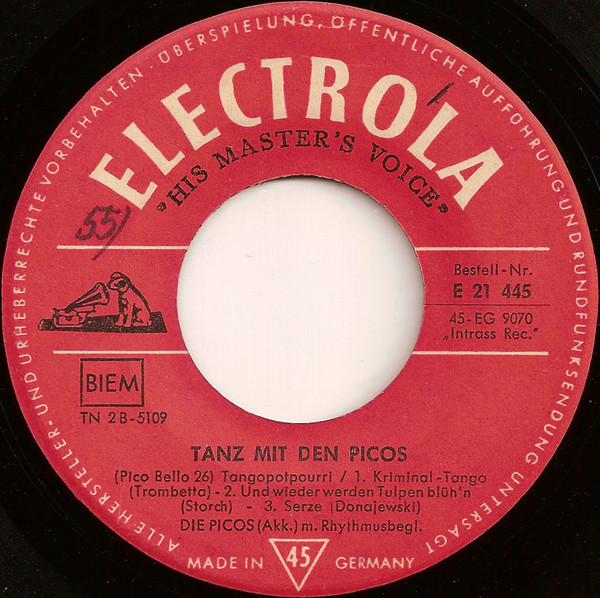 ALLE HERSTELLER- UND URHEBERRECHTE VORBEHALTEN · ÜBERSPIELUNG, ÖFFENTLICHE AUFFÜHRUNG UND RUNDFUNKSENDUNG UNTERSAGT
ELECTROLA
"HIS MASTER'S VOICE"
55)
Bestell-Nr.
E 21 445
45-EG 9070
„Intrass Rec."
BIEM
TN 2B-5109
TANZ MIT DEN PICOS
(Pico Bello 26) Tangopotpourri / 1. Kriminal-Tango
(Trombetta) - 2. Und wieder werden Tulpen blüh'n
(Storch) - 3. Serze (Donajewski)
DIE PICOS (Akk.) m. Rhythmusbegl.
MADE IN 45 GERMANY